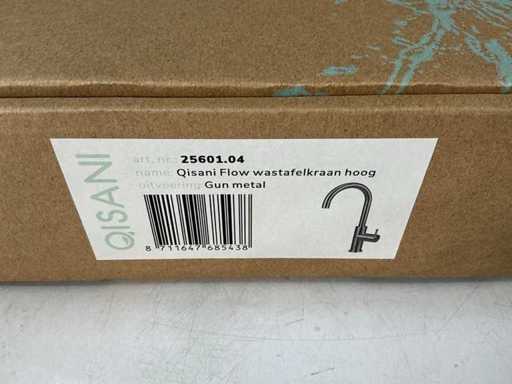 QISANI
art. nr.: 25601.04
name: Qisani Flow wastafelkraan hoog
uitvoering: Gun metal
8 711647 685438